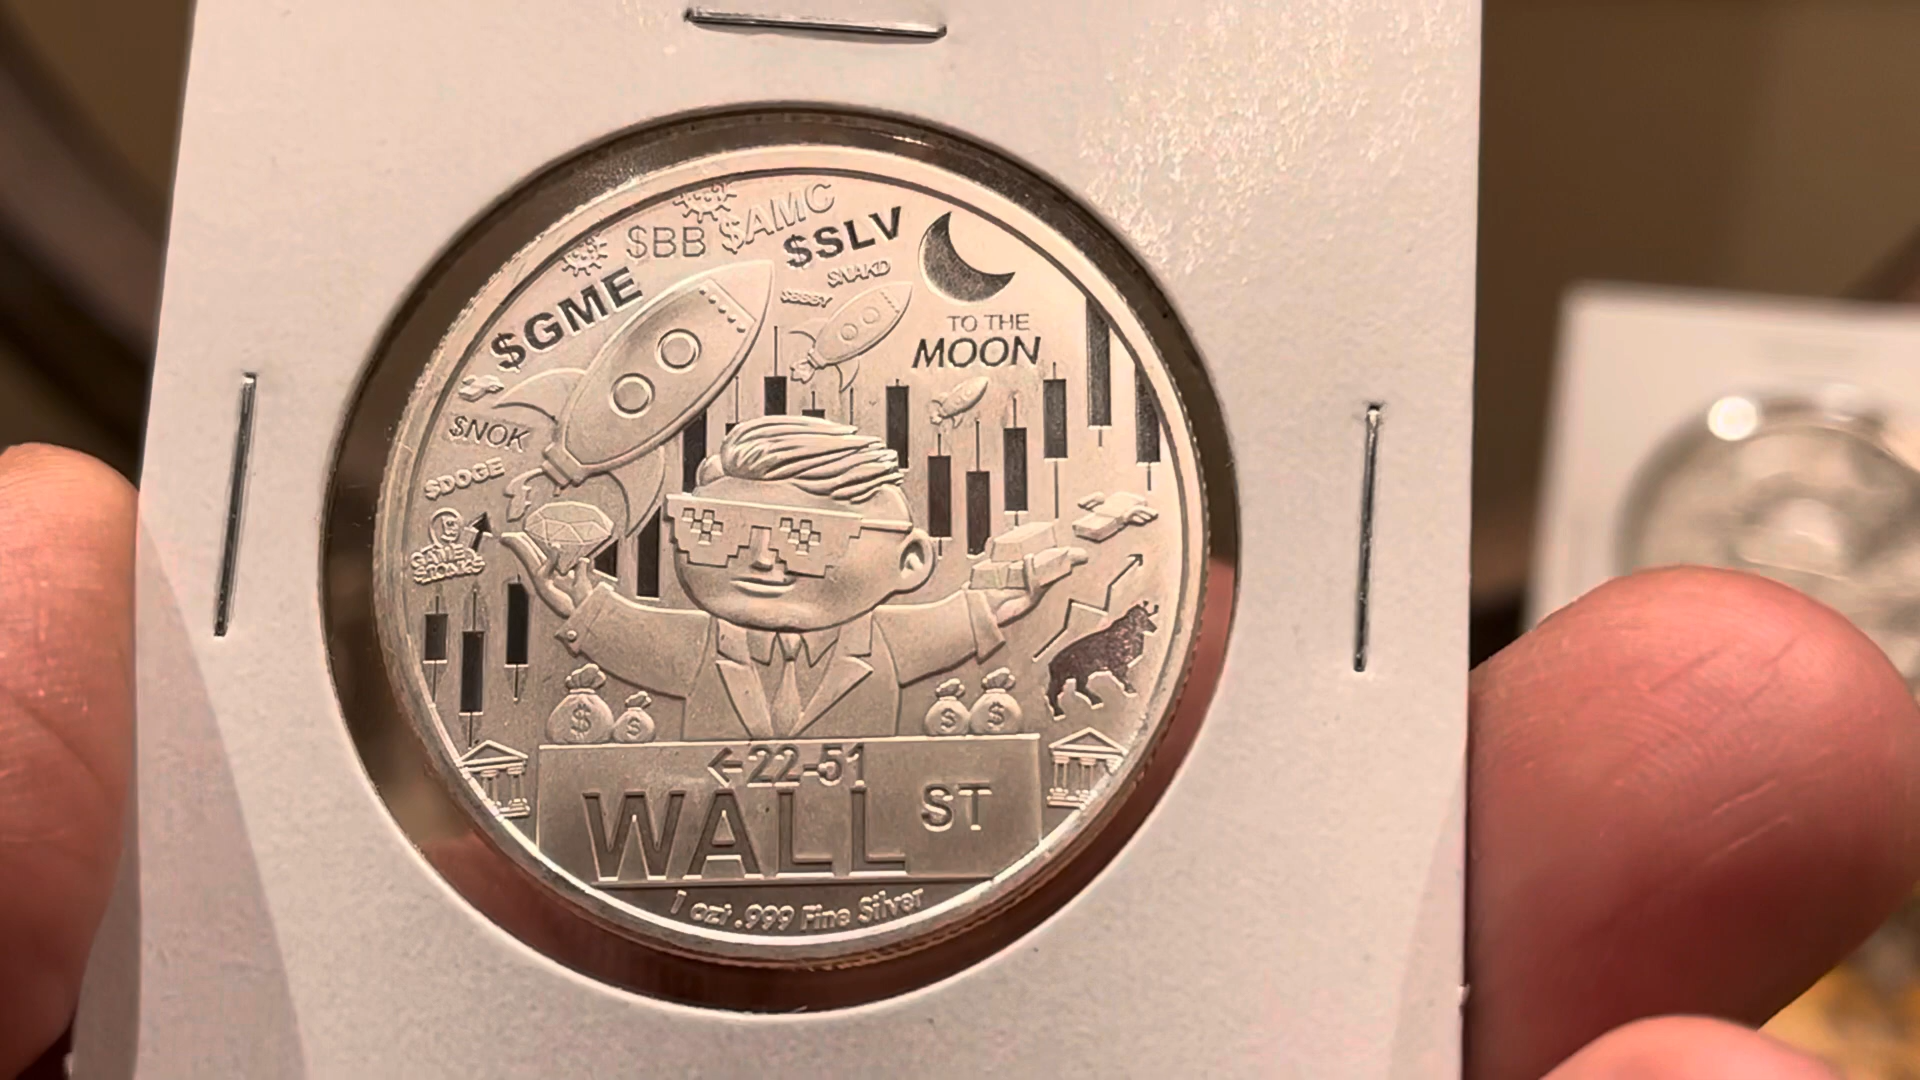 $BB $AMC
$GME
$SLV
$NAKD
$BBBY
TO THE
MOON
$NOK
$DOGE
GAME
STONKS
$ $
$ $
←22-51
WALL ST
1 ozt .999 Fine Silver